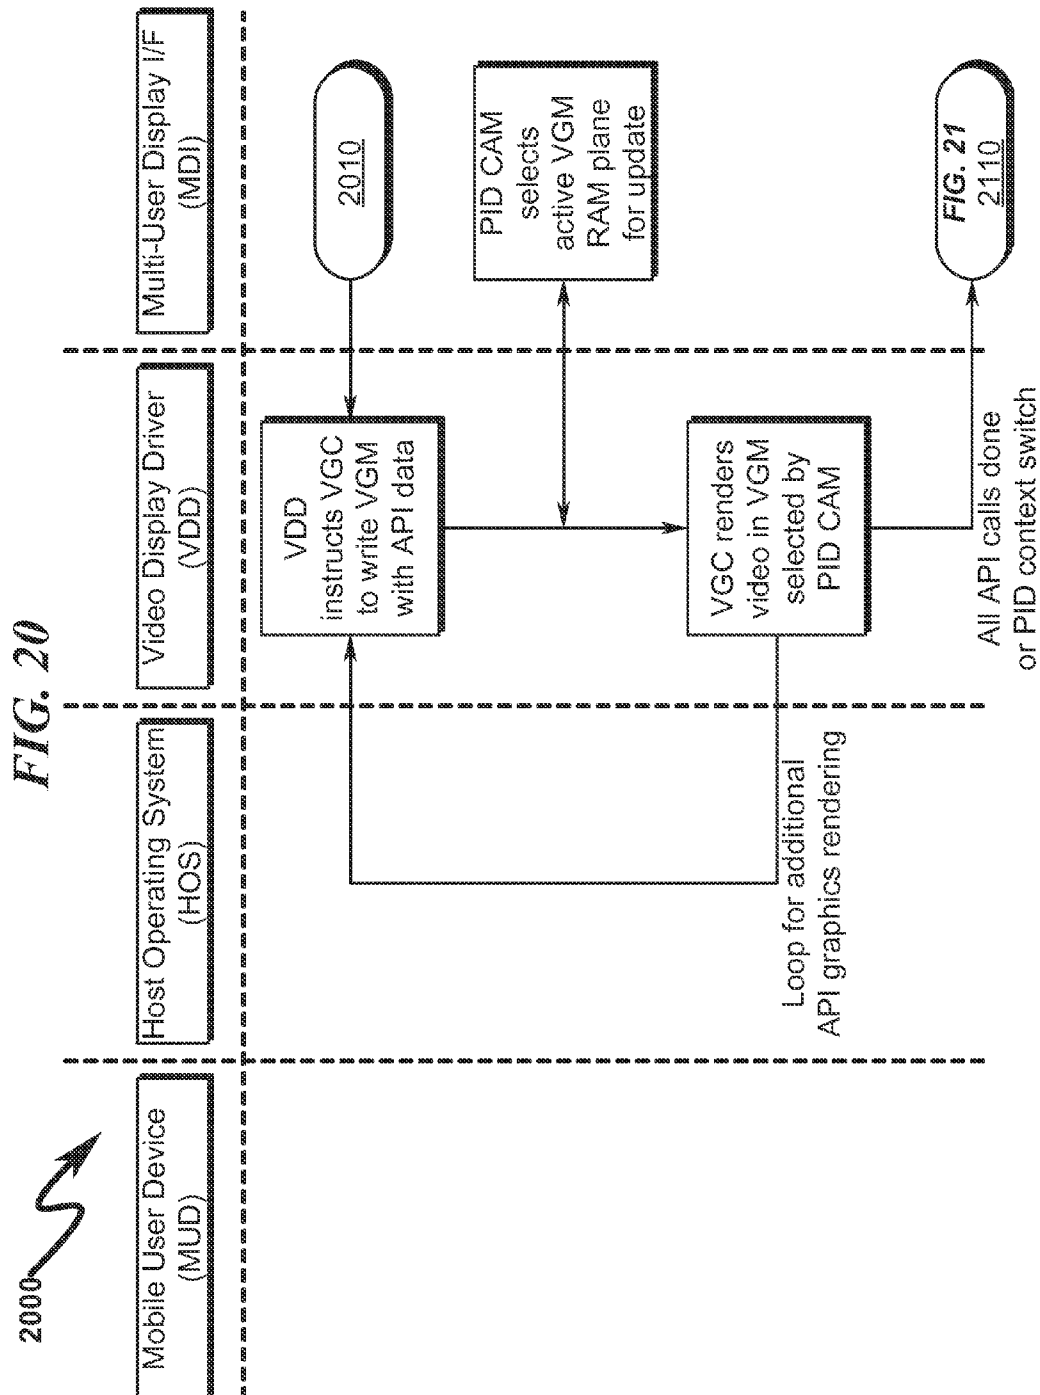 FIG. 20
2000
Mobile User Device
(MUD)
Host Operating System
(HOS)
Video Display Driver
(VDD)
Multi-User Display I/F
(MDI)
2010
VDD
instructs VGC
to write VGM
with API data
PID CAM
selects
active VGM
RAM plane
for update
VGC renders
video in VGM
selected by
PID CAM
Loop for additional
API graphics rendering
All API calls done
or PID context switch
FIG. 21
2110